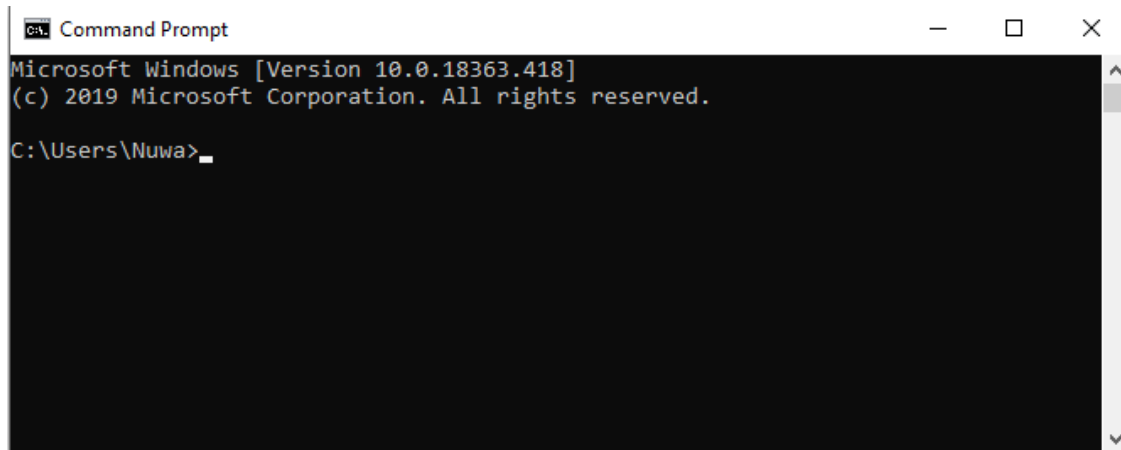 Command Prompt
Microsoft Windows [Version 10.0.18363.418]
(c) 2019 Microsoft Corporation. All rights reserved.
C:\Users\Nuwa>